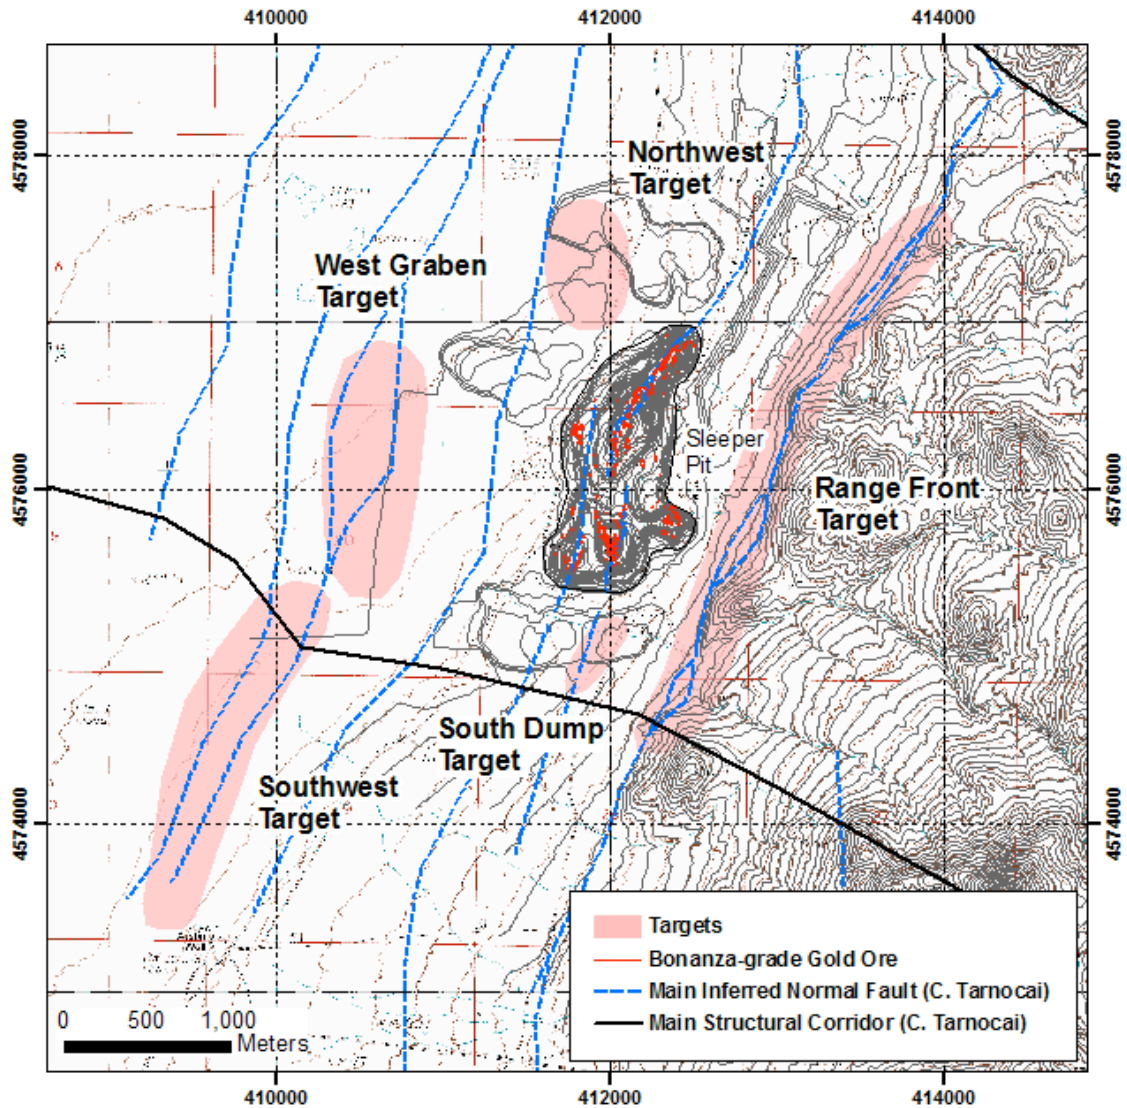 410000
412000
414000
4578000
4578000
Northwest
Target
West Graben
Target
Sleeper
Pit
4576000
4576000
Range Front
Target
South Dump
Target
Southwest
Target
4574000
4574000
Targets
Bonanza-grade Gold Ore
Main Inferred Normal Fault (C. Tarnocai)
Main Structural Corridor (C. Tarnocai)
0 500 1,000
Meters
410000
412000
414000